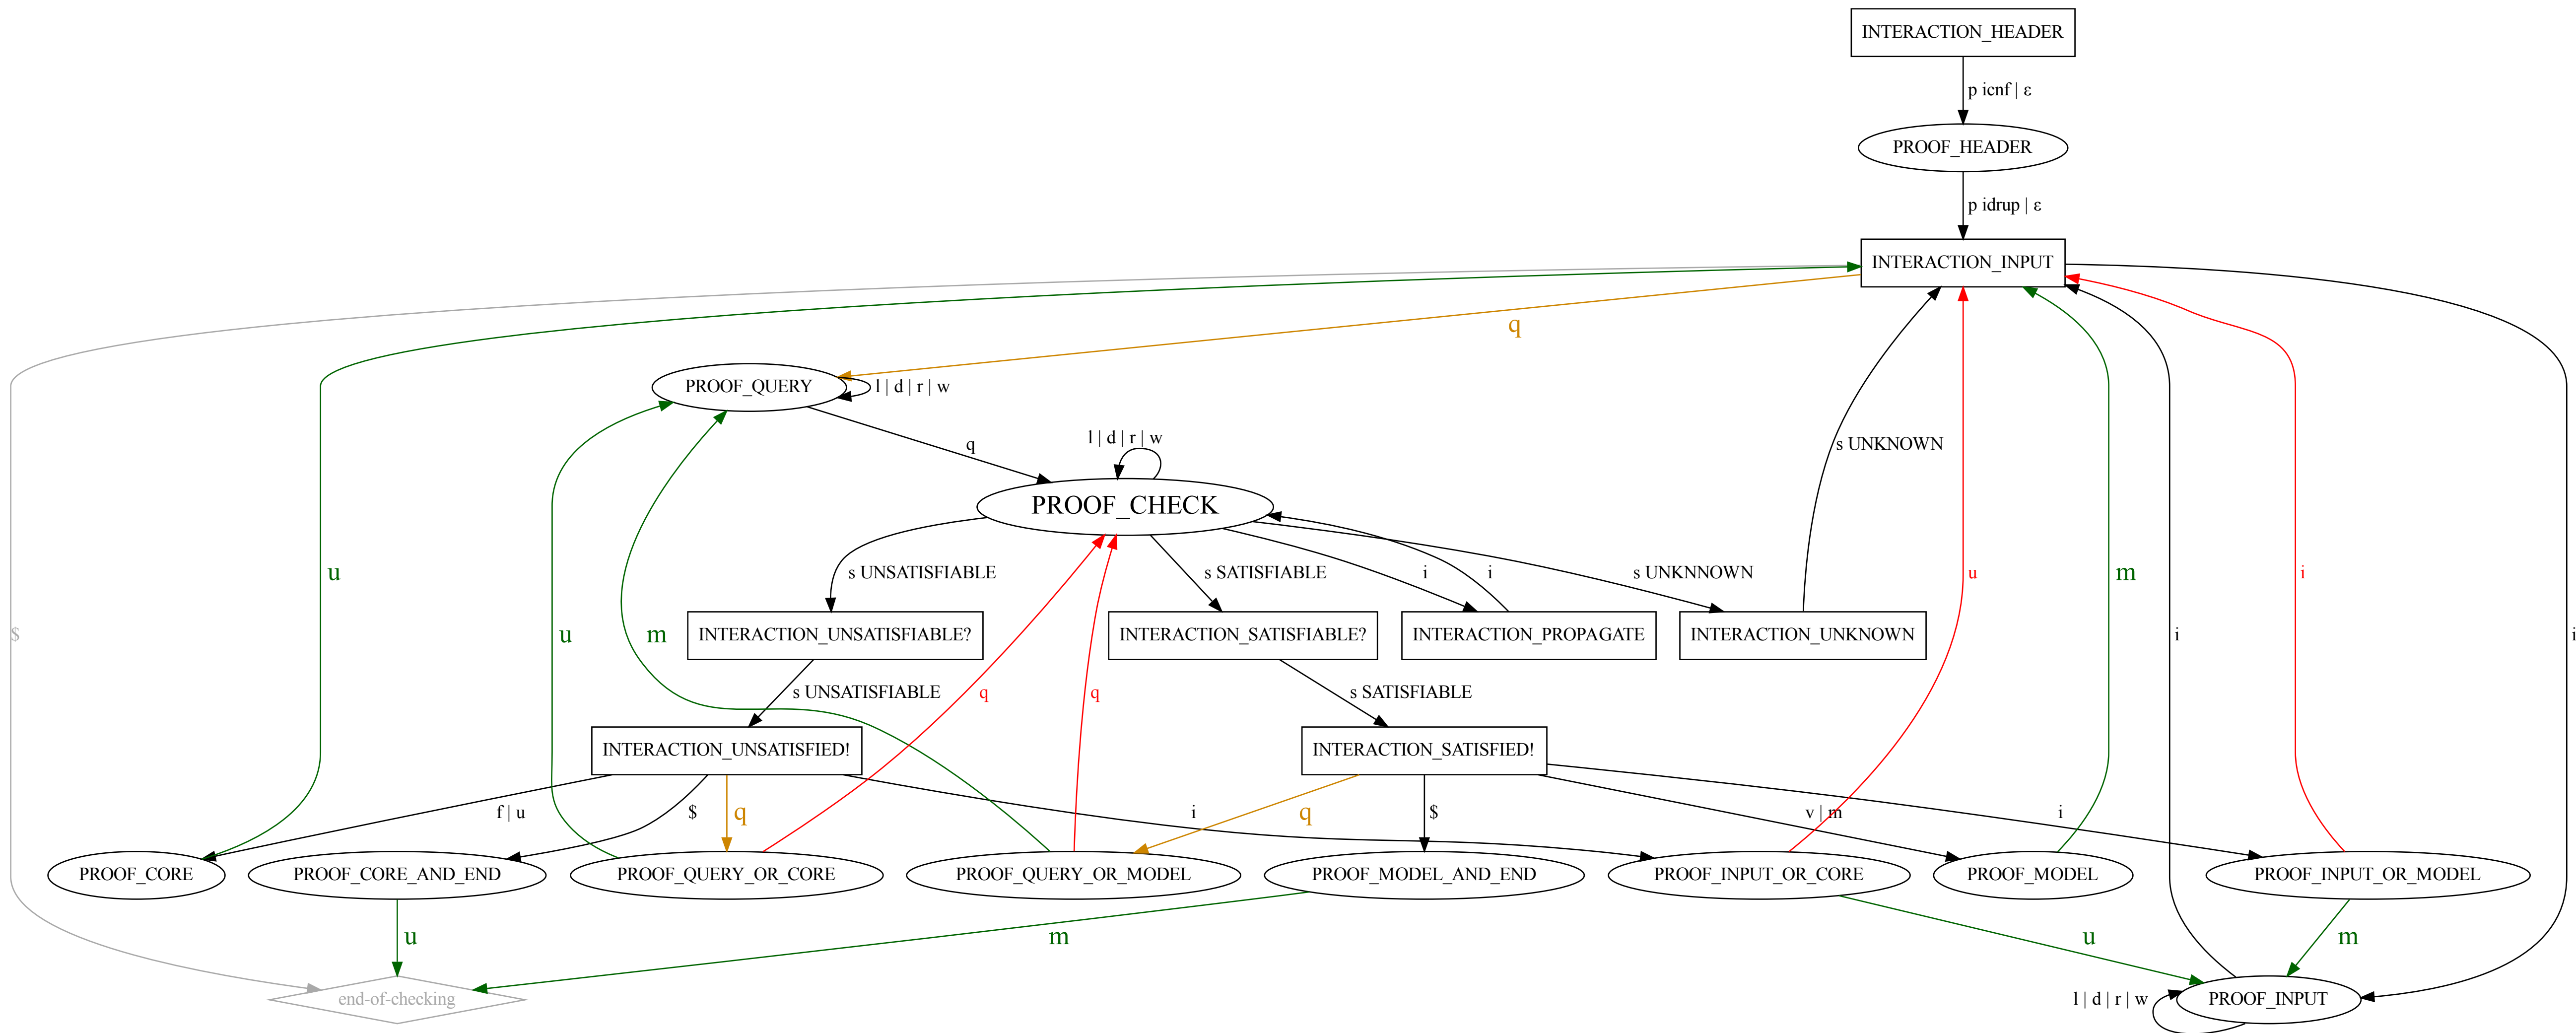 INTERACTION_HEADER
p icnf | ε
PROOF_HEADER
p idrup | ε
INTERACTION_INPUT
q
PROOF_QUERY
l | d | r | w
q
l | d | r | w
s UNKNOWN
PROOF_CHECK
u
u
s UNSATISFIABLE
s SATISFIABLE
i
i
s UNKNNOWN
u
m
i
$
m
INTERACTION_UNSATISFIABLE?
INTERACTION_SATISFIABLE?
INTERACTION_PROPAGATE
INTERACTION_UNKNOWN
i
i
s UNSATISFIABLE
q
q
s SATISFIABLE
INTERACTION_UNSATISFIED!
INTERACTION_SATISFIED!
f | u
$
q
i
q
$
v | m
i
PROOF_CORE
PROOF_CORE_AND_END
PROOF_QUERY_OR_CORE
PROOF_QUERY_OR_MODEL
PROOF_MODEL_AND_END
PROOF_INPUT_OR_CORE
PROOF_MODEL
PROOF_INPUT_OR_MODEL
u
m
u
m
end-of-checking
l | d | r | w
PROOF_INPUT